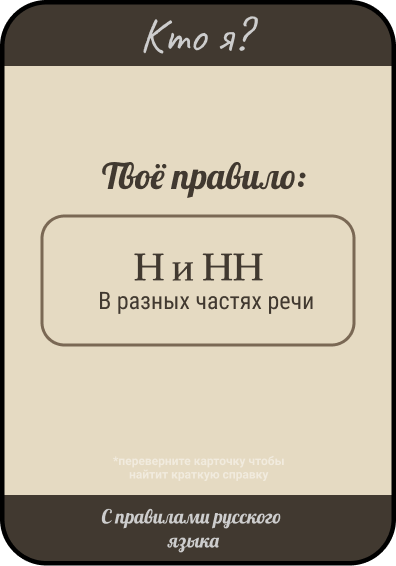 Кто я?
Твоё правило:
Н и НН
В разных частях речи
*переверните карточку чтобы
найтит краткую справку
С правилами русского
языка